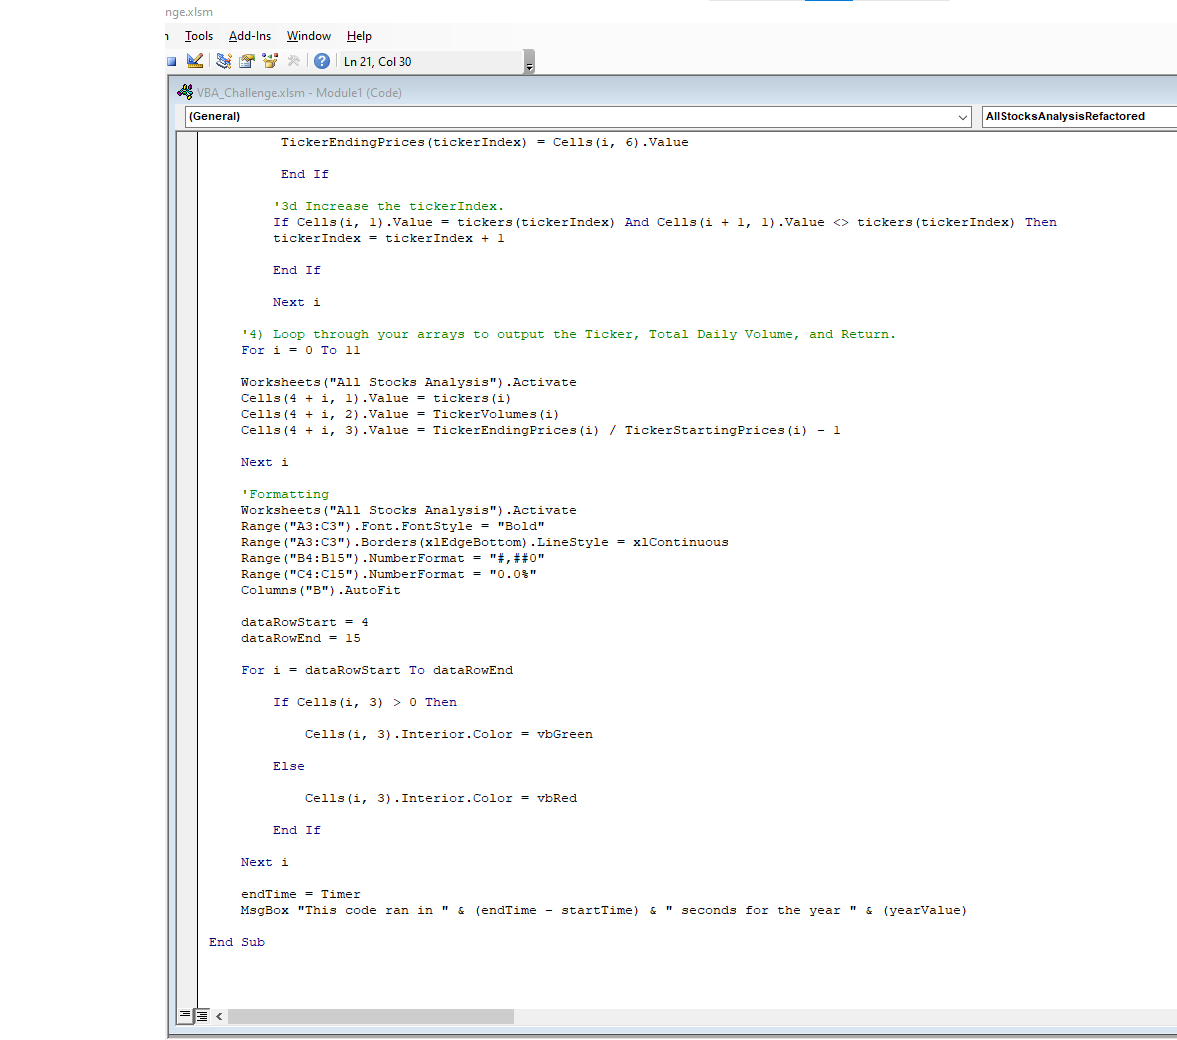 nge.xlsm
Tools Add-Ins Window Help
Ln 21, Col 30
VBA_Challenge.xlsm - Module1 (Code)
(General) AllStocksAnalysisRefactored
TickerEndingPrices(tickerIndex) = Cells(i, 6).Value
End If
'3d Increase the tickerIndex.
If Cells(i, 1).Value = tickers(tickerIndex) And Cells(i + 1, 1).Value <> tickers(tickerIndex) Then
tickerIndex = tickerIndex + 1
End If
Next i
'4) Loop through your arrays to output the Ticker, Total Daily Volume, and Return.
For i = 0 To 11
Worksheets("All Stocks Analysis").Activate
Cells(4 + i, 1).Value = tickers(i)
Cells(4 + i, 2).Value = TickerVolumes(i)
Cells(4 + i, 3).Value = TickerEndingPrices(i) / TickerStartingPrices(i) - 1
Next i
'Formatting
Worksheets("All Stocks Analysis").Activate
Range("A3:C3").Font.FontStyle = "Bold"
Range("A3:C3").Borders(xlEdgeBottom).LineStyle = xlContinuous
Range("B4:B15").NumberFormat = "#,##0"
Range("C4:C15").NumberFormat = "0.0%"
Columns("B").AutoFit
dataRowStart = 4
dataRowEnd = 15
For i = dataRowStart To dataRowEnd
If Cells(i, 3) > 0 Then
Cells(i, 3).Interior.Color = vbGreen
Else
Cells(i, 3).Interior.Color = vbRed
End If
Next i
endTime = Timer
MsgBox "This code ran in " & (endTime - startTime) & " seconds for the year " & (yearValue)
End Sub